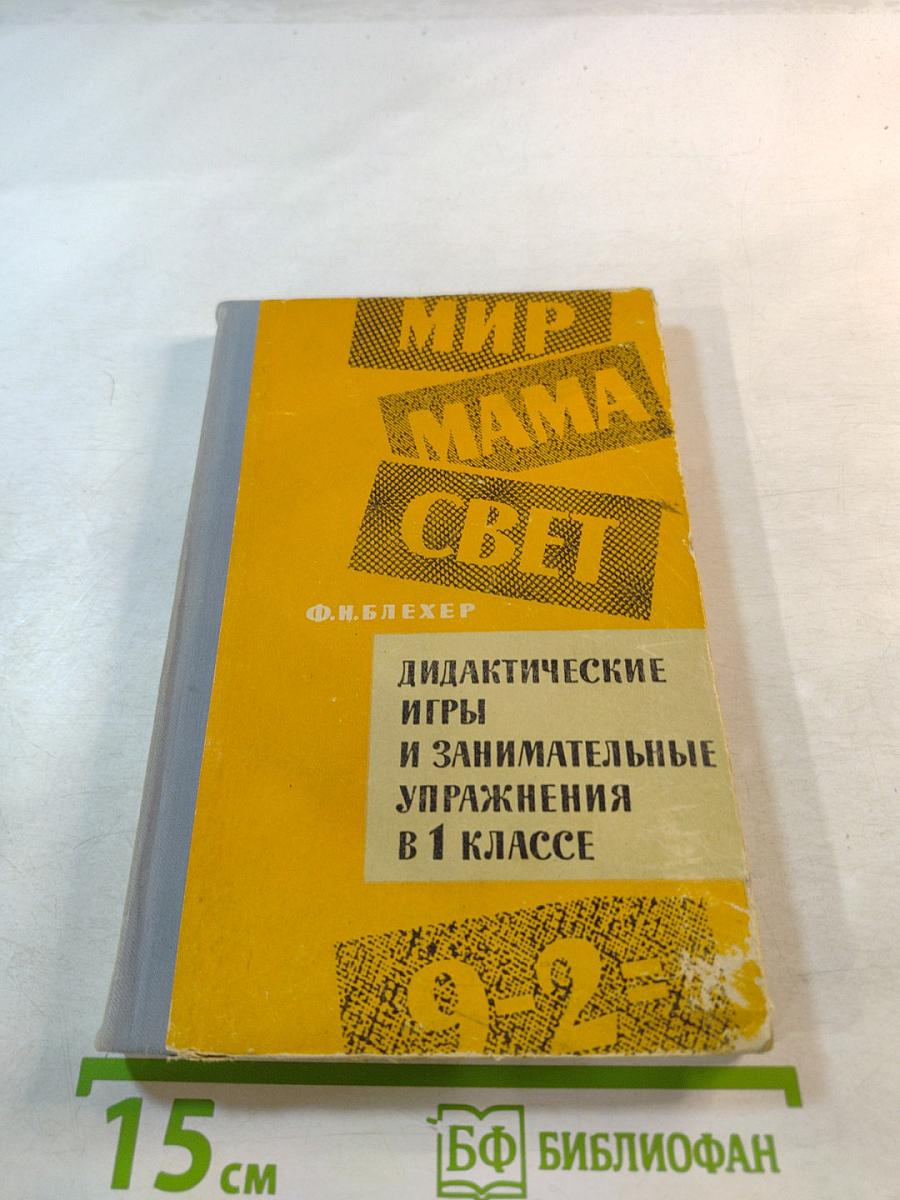 МИР
МАМА
СВЕТ
Ф.Н.БЛЕХЕР
ДИДАКТИЧЕСКИЕ
ИГРЫ
И ЗАНИМАТЕЛЬНЫЕ
УПРАЖНЕНИЯ
В 1 КЛАССЕ
9-2=
15 см
БФ БИБЛИОФАН